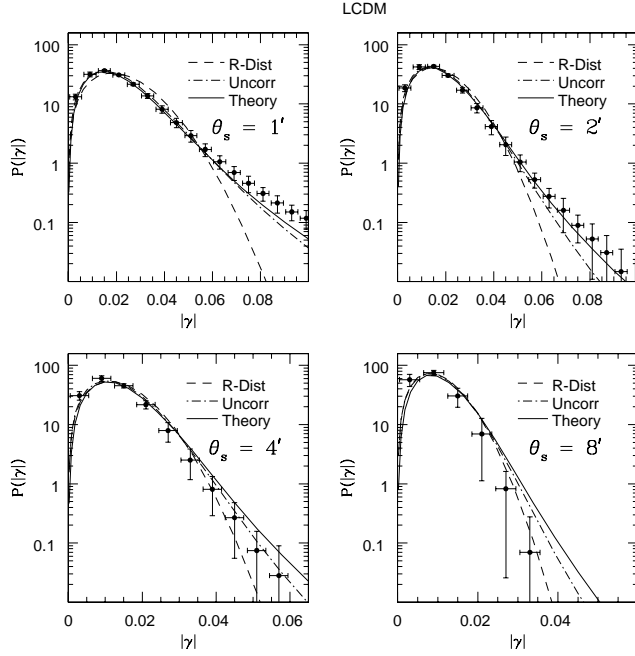 LCDM
100
10
1
0.1
P(|γ|)
R-Dist
Uncorr
Theory
θs = 1′
0 0.02 0.04 0.06 0.08
|γ|
100
10
1
0.1
P(|γ|)
R-Dist
Uncorr
Theory
θs = 2′
0 0.02 0.04 0.06 0.08
|γ|
100
10
1
0.1
P(|γ|)
R-Dist
Uncorr
Theory
θs = 4′
0 0.02 0.04 0.06
|γ|
100
10
1
0.1
P(|γ|)
R-Dist
Uncorr
Theory
θs = 8′
0 0.02 0.04
|γ|